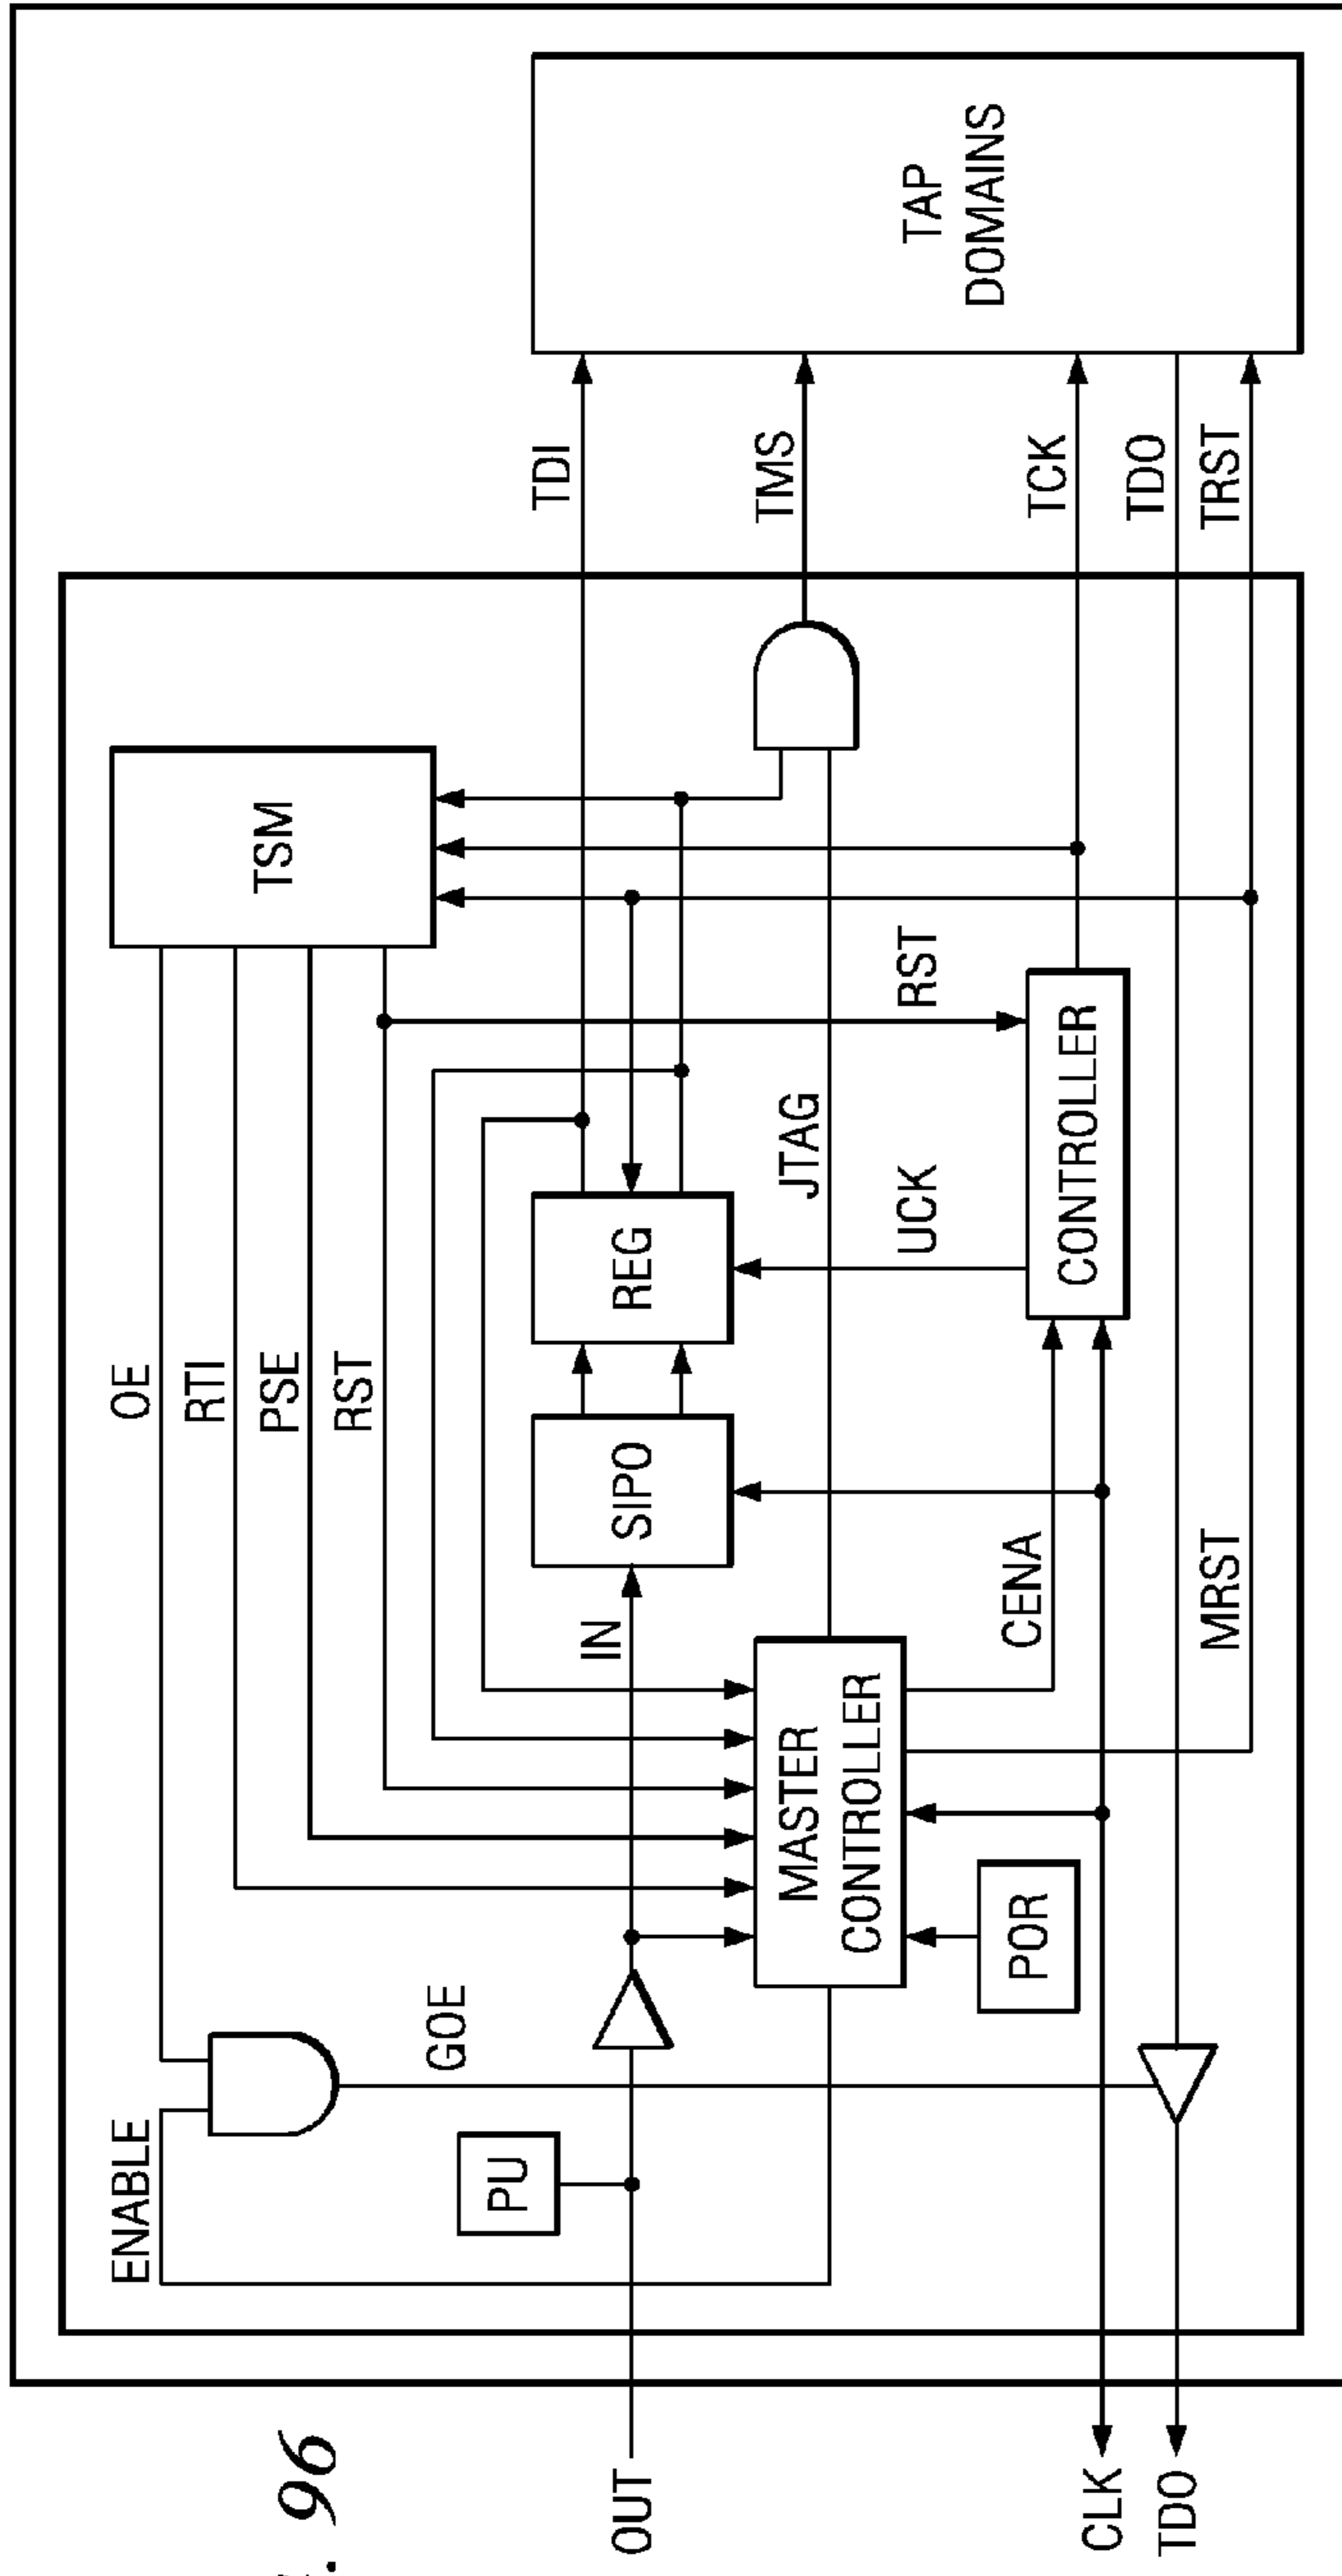 . 96
ENABLE
OE
RTI
PSE
RST
TSM
GOE
PU
OUT
IN
SIPO
REG
TDI
TMS
TAP
DOMAINS
MASTER
CONTROLLER
JTAG
UCK
RST
POR
CENA
CONTROLLER
TCK
TDO
TRST
MRST
CLK
TDO